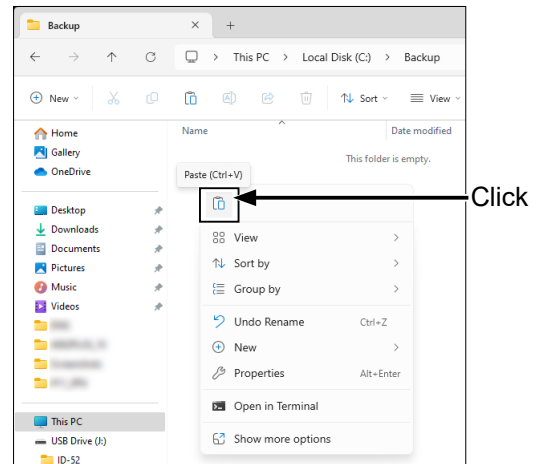 Backup
This PC > Local Disk (C:) > Backup
New
Sort
View
Name
Date modified
This folder is empty.
Home
Gallery
OneDrive
Desktop
Downloads
Documents
Pictures
Music
Videos
This PC
USB Drive (J:)
ID-52
Paste (Ctrl+V)
Click
View
Sort by
Group by
Undo Rename Ctrl+Z
New
Properties Alt+Enter
Open in Terminal
Show more options